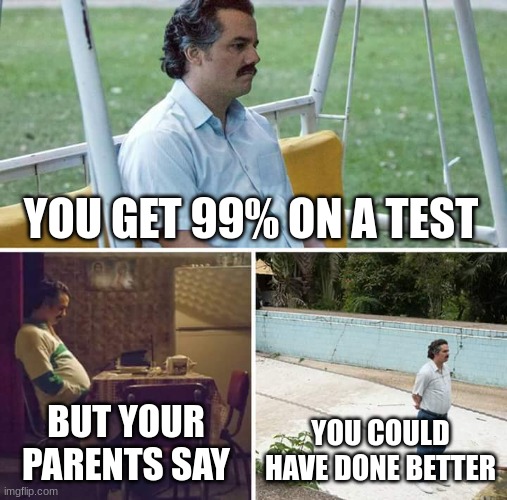 YOU GET 99% ON A TEST
BUT YOUR
PARENTS SAY
YOU COULD
HAVE DONE BETTER
imgflip.com